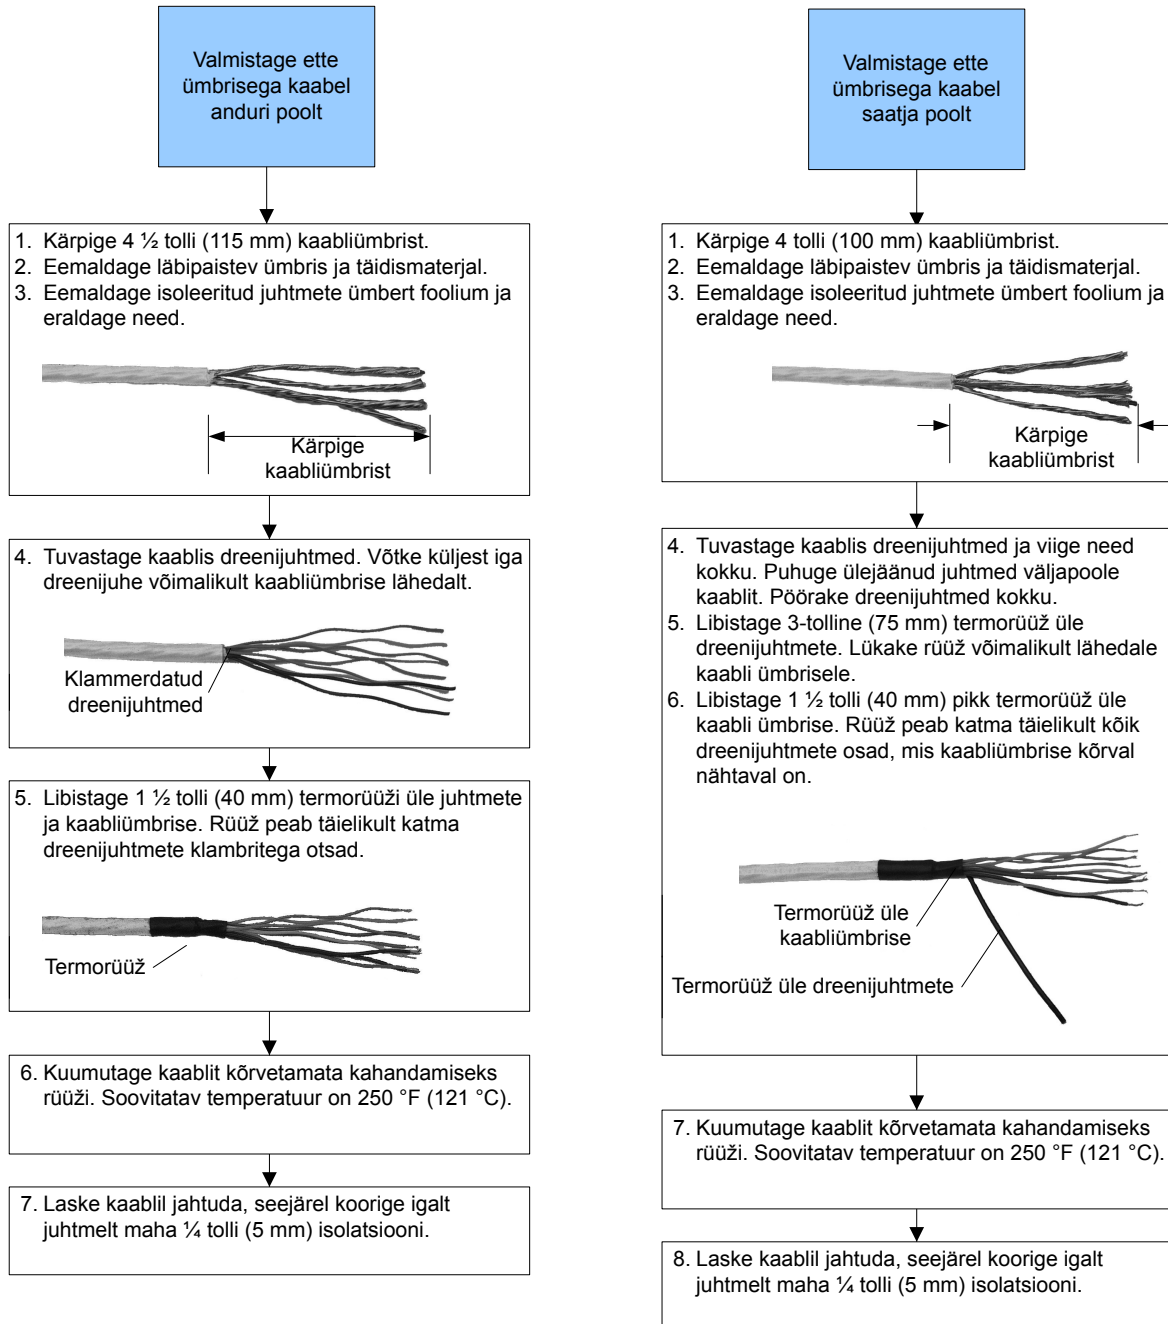 Valmistage ette
ümbrisega kaabel
anduri poolt
1. Kärpige 4 ½ tolli (115 mm) kaabliümbrist.
2. Eemaldage läbipaistev ümbris ja täidismaterjal.
3. Eemaldage isoleeritud juhtmete ümbert foolium ja
eraldage need.
Kärpige
kaabliümbrist
4. Tuvastage kaablis dreenijuhtmed. Võtke küljest iga
dreenijuhe võimalikult kaabliümbrise lähedalt.
Klammerdatud
dreenijuhtmed
5. Libistage 1 ½ tolli (40 mm) termorüüži üle juhtmete
ja kaabliümbrise. Rüüž peab täielikult katma
dreenijuhtmete klambritega otsad.
Termorüüž
6. Kuumutage kaablit kõrvetamata kahandamiseks
rüüži. Soovitatav temperatuur on 250 °F (121 °C).
7. Laske kaablil jahtuda, seejärel koorige igalt
juhtmelt maha ¼ tolli (5 mm) isolatsiooni.
Valmistage ette
ümbrisega kaabel
saatja poolt
1. Kärpige 4 tolli (100 mm) kaabliümbrist.
2. Eemaldage läbipaistev ümbris ja täidismaterjal.
3. Eemaldage isoleeritud juhtmete ümbert foolium ja
eraldage need.
Kärpige
kaabliümbrist
4. Tuvastage kaablis dreenijuhtmed ja viige need
kokku. Puhuge ülejäänud juhtmed väljapoole
kaablit. Pöörake dreenijuhtmed kokku.
5. Libistage 3-tolline (75 mm) termorüüž üle
dreenijuhtmete. Lükake rüüž võimalikult lähedale
kaabli ümbrisele.
6. Libistage 1 ½ tolli (40 mm) pikk termorüüž üle
kaabli ümbrise. Rüüž peab katma täielikult kõik
dreenijuhtmete osad, mis kaabliümbrise kõrval
nähtaval on.
Termorüüž üle
kaabliümbrise
Termorüüž üle dreenijuhtmete
7. Kuumutage kaablit kõrvetamata kahandamiseks
rüüži. Soovitatav temperatuur on 250 °F (121 °C).
8. Laske kaablil jahtuda, seejärel koorige igalt
juhtmelt maha ¼ tolli (5 mm) isolatsiooni.